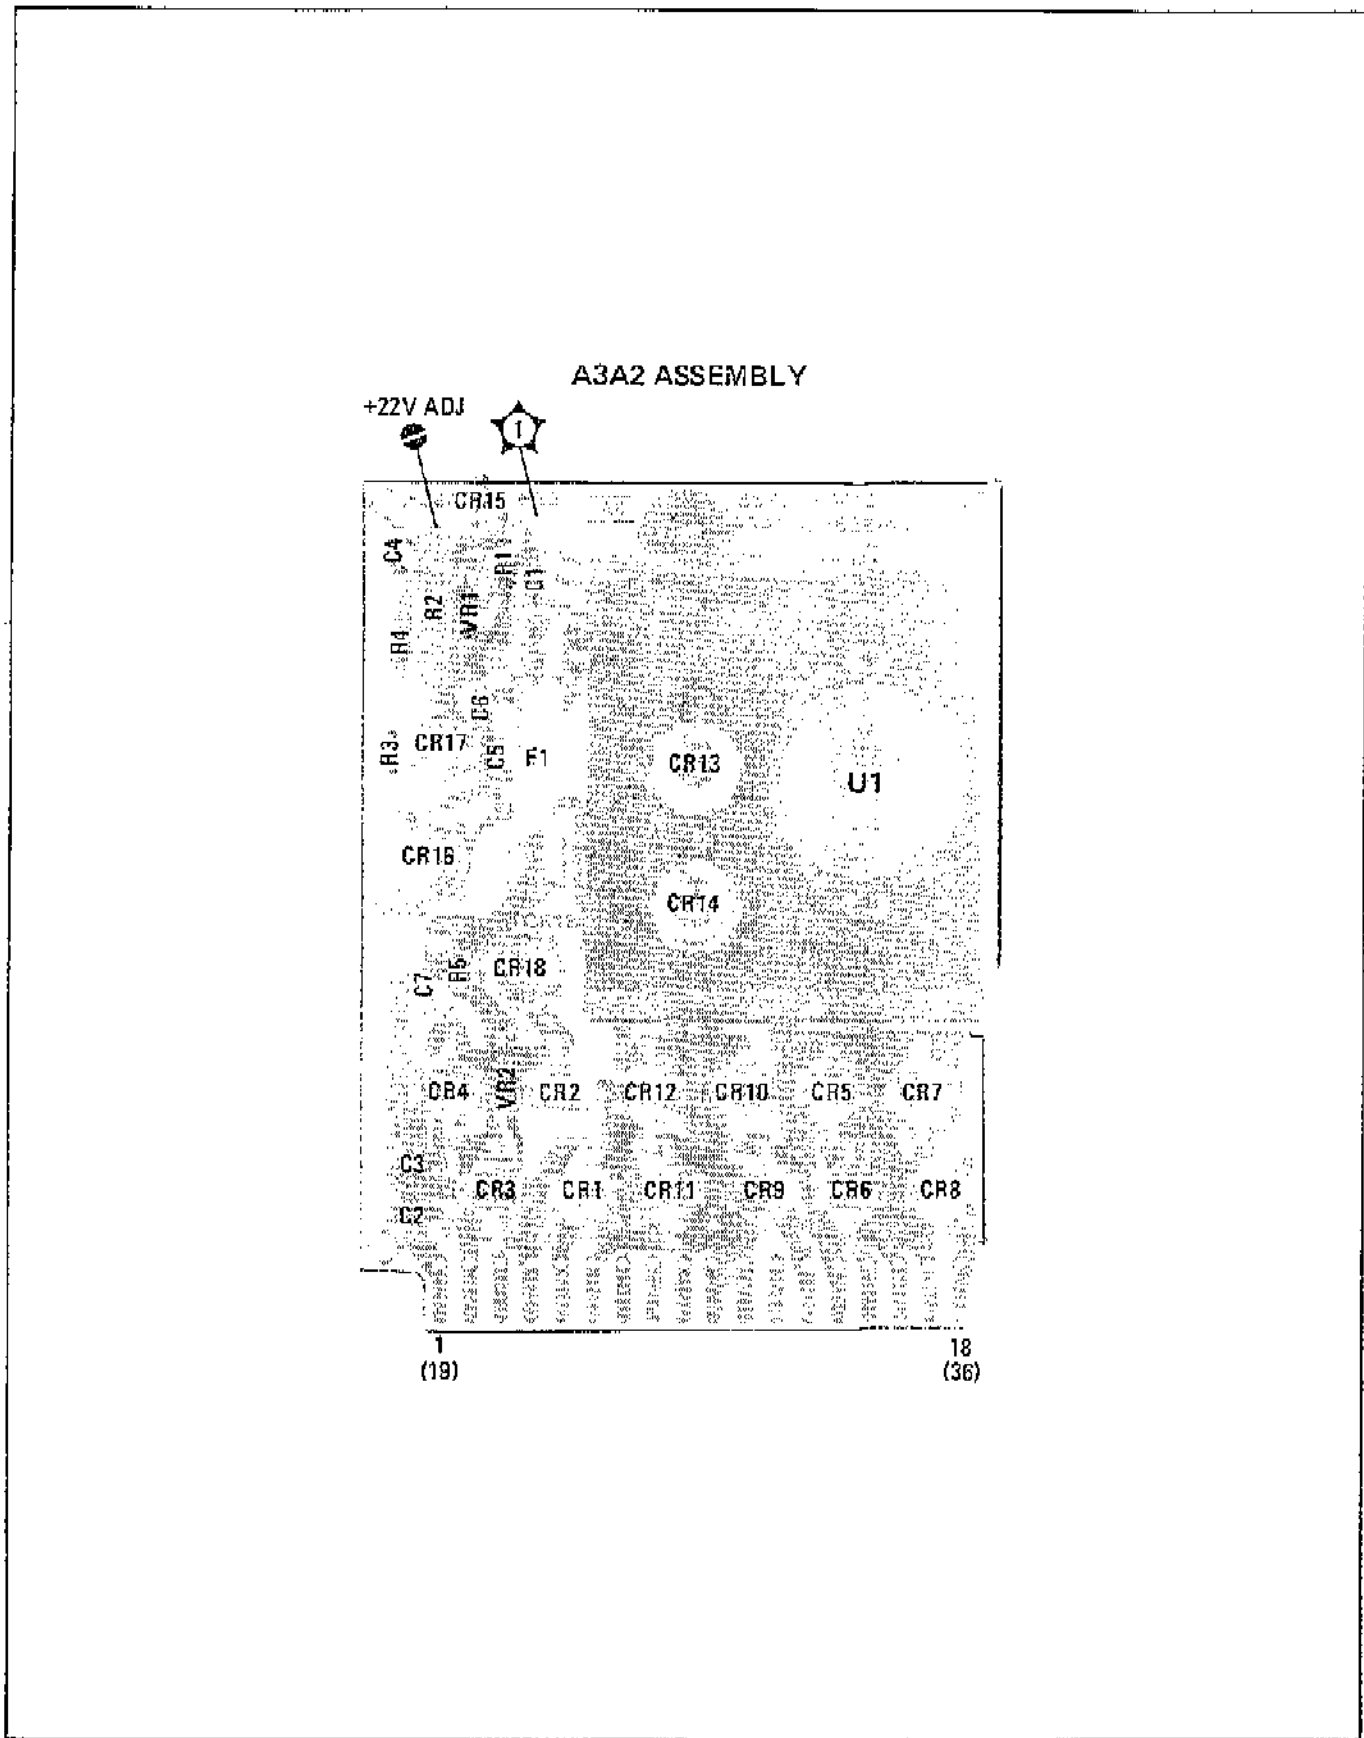 A3A2 ASSEMBLY
+22V ADJ
1
CR15
C4
R1
C1
R2
VR1
R4
C6
R3
CR17
C5
F1
CR13
U1
CR16
CR14
C7
R5
CR18
CR4
VR2
CR2
CR12
CR10
CR5
CR7
C3
CR3
CR1
CR11
CR9
CR6
CR8
C2
1
18
(19)
(36)